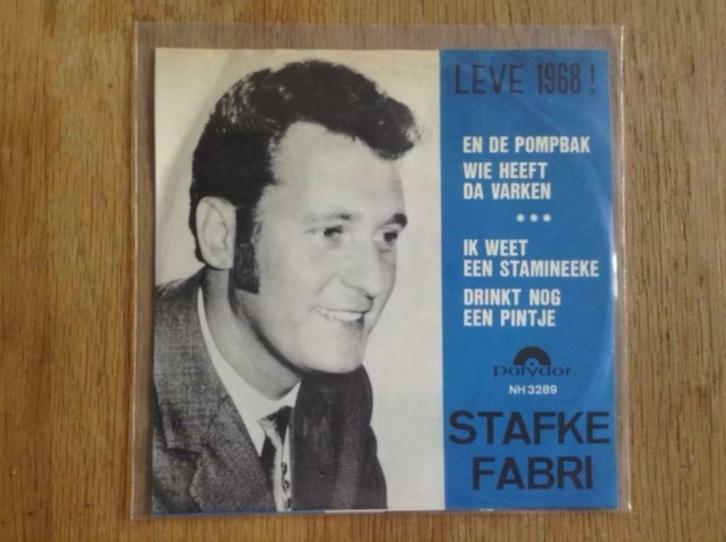 LEVE 1968!
EN DE POMPBAK
WIE HEEFT
DA VARKEN
***
IK WEET
EEN STAMINEEKE
DRINKT NOG
EEN PINTJE
polydor
NH 3289
STAFKE
FABRI